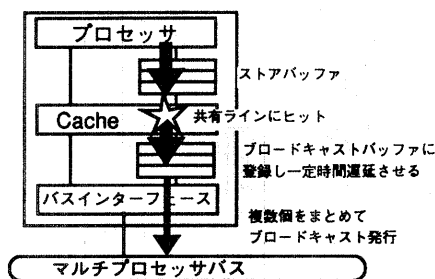 プロセッサ
ストアバッファ
Cache
共有ラインにヒット
ブロードキャストバッファに
登録し一定時間遅延させる
バスインターフェース
複数個をまとめて
ブロードキャスト発行
マルチプロセッサバス